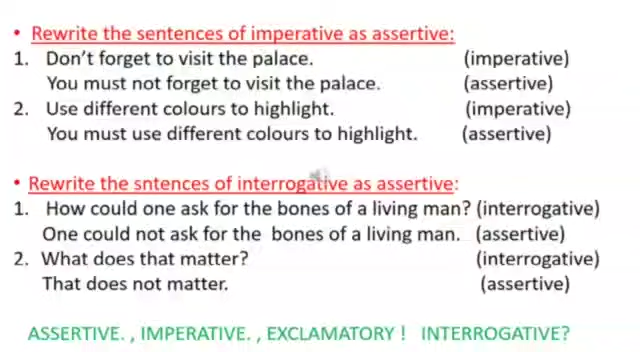 • Rewrite the sentences of imperative as assertive:
1. Don't forget to visit the palace. (imperative)
You must not forget to visit the palace. (assertive)
2. Use different colours to highlight. (imperative)
You must use different colours to highlight. (assertive)
• Rewrite the sntences of interrogative as assertive:
1. How could one ask for the bones of a living man? (interrogative)
One could not ask for the bones of a living man. (assertive)
2. What does that matter? (interrogative)
That does not matter. (assertive)
ASSERTIVE. , IMPERATIVE. , EXCLAMATORY ! INTERROGATIVE?